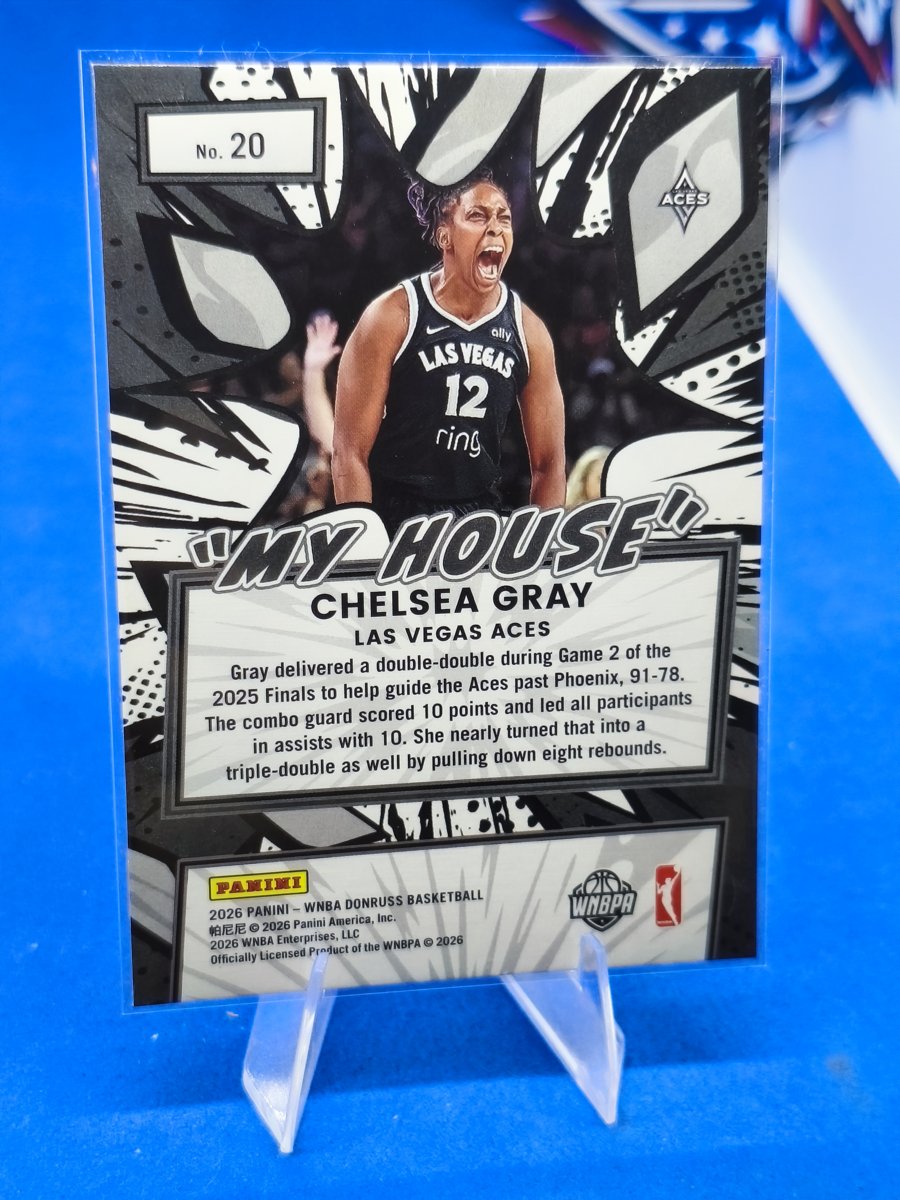 No. 20
ACES
ally
LAS VEGAS
12
ring
"MY HOUSE"
CHELSEA GRAY
LAS VEGAS ACES
Gray delivered a double-double during Game 2 of the
2025 Finals to help guide the Aces past Phoenix, 91-78.
The combo guard scored 10 points and led all participants
in assists with 10. She nearly turned that into a
triple-double as well by pulling down eight rebounds.
PANINI
2026 PANINI – WNBA DONRUSS BASKETBALL
帕尼尼 © 2026 Panini America, Inc.
2026 WNBA Enterprises, LLC
Officially Licensed Product of the WNBPA © 2026
WNBPA